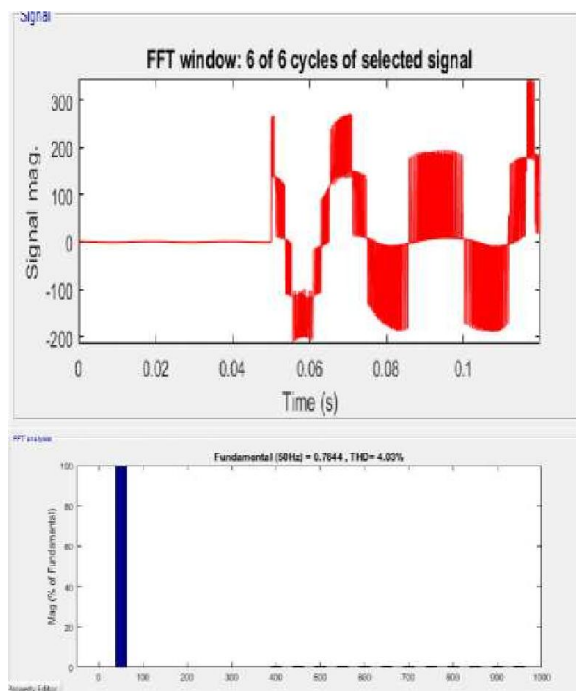 Signal
FFT window: 6 of 6 cycles of selected signal
Signal mag.
300
200
100
0
-100
-200
0 0.02 0.04 0.06 0.08 0.1
Time (s)
FFT analysis
Fundamental (50Hz) = 0.7844 , THD= 4.03%
Mag (% of Fundamental)
100
80
60
40
20
0
0 100 200 300 400 500 600 700 800 900 1000
Property Editor